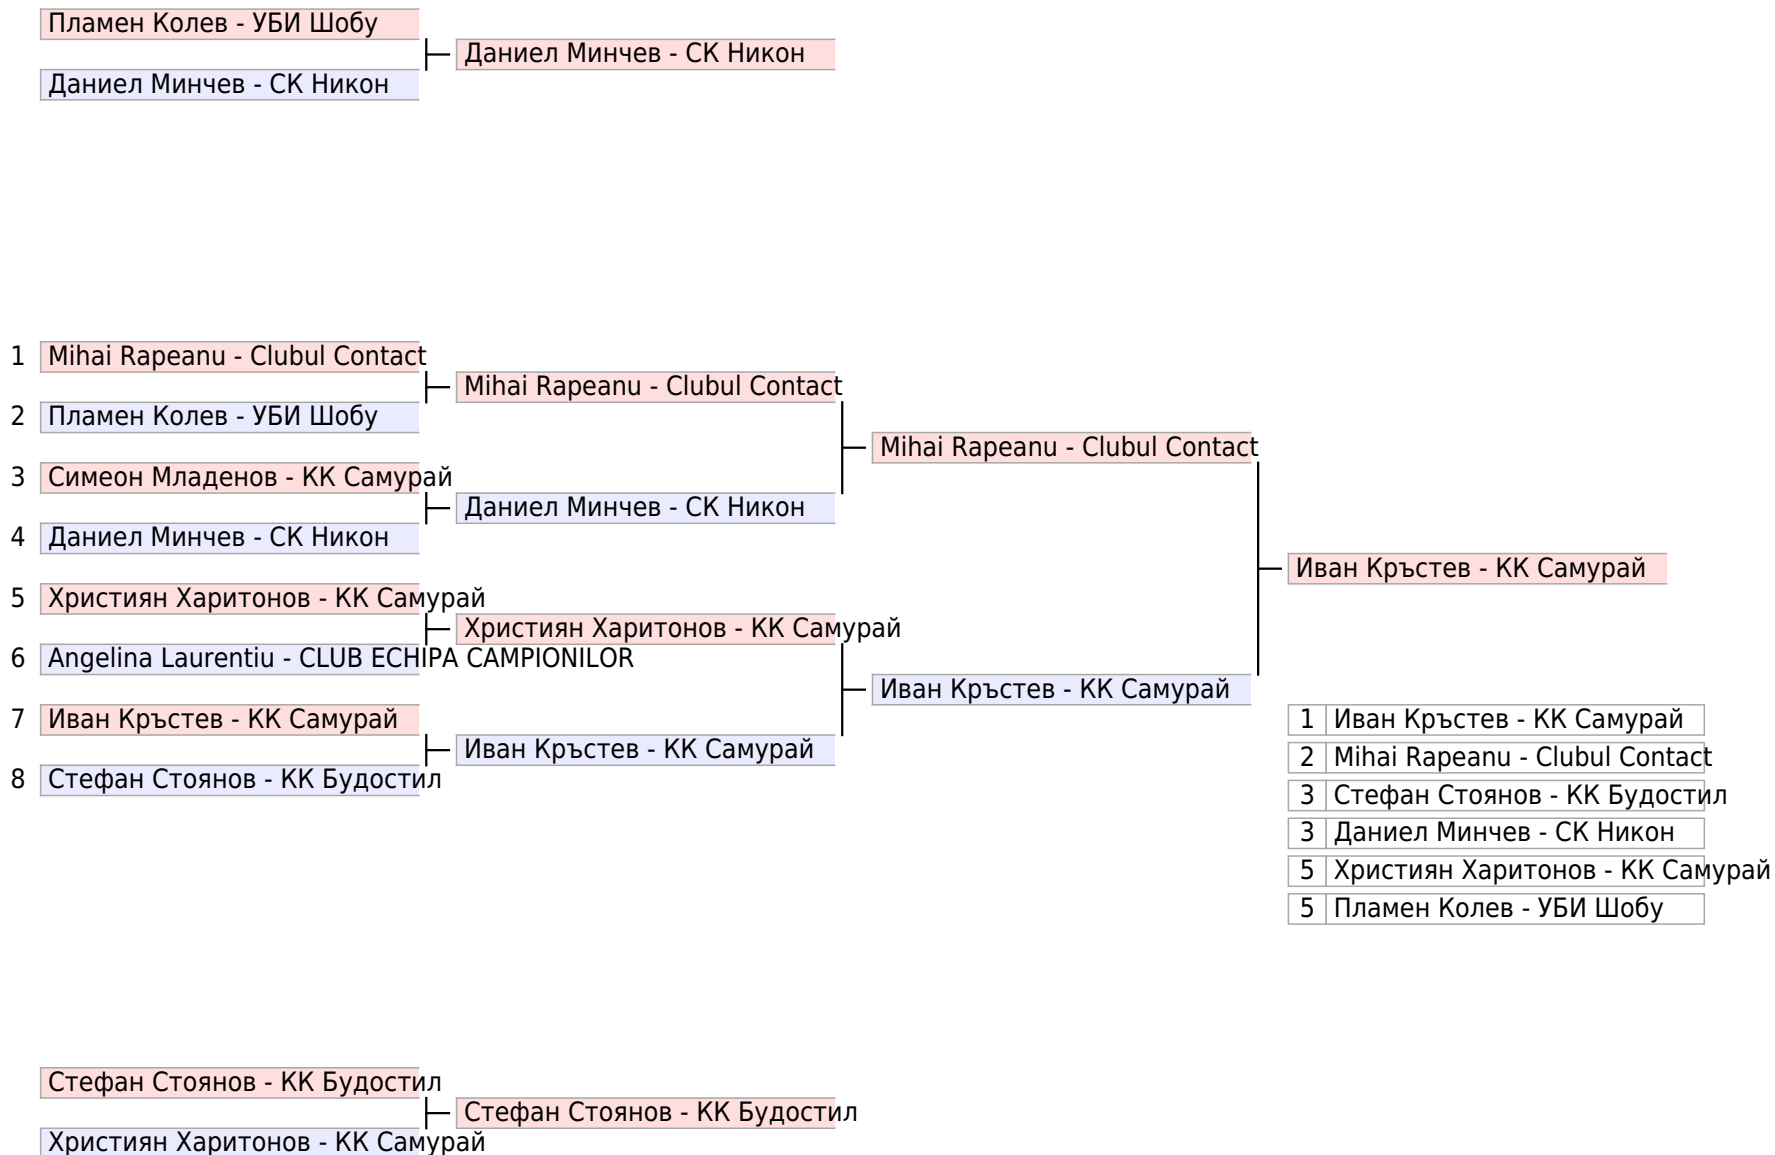 Пламен Колев - УБИ Шобу
Даниел Минчев - СК Никон
Даниел Минчев - СК Никон
1 Mihai Rapeanu - Clubul Contact
Mihai Rapeanu - Clubul Contact
2 Пламен Колев - УБИ Шобу
Mihai Rapeanu - Clubul Contact
3 Симеон Младенов - КК Самурай
Даниел Минчев - СК Никон
4 Даниел Минчев - СК Никон
Иван Кръстев - КК Самурай
5 Християн Харитонов - КК Самурай
Християн Харитонов - КК Самурай
6 Angelina Laurentiu - CLUB ECHIPA CAMPIONILOR
Иван Кръстев - КК Самурай
7 Иван Кръстев - КК Самурай
Иван Кръстев - КК Самурай
8 Стефан Стоянов - КК Будостил
1 Иван Кръстев - КК Самурай
2 Mihai Rapeanu - Clubul Contact
3 Стефан Стоянов - КК Будостил
3 Даниел Минчев - СК Никон
5 Християн Харитонов - КК Самурай
5 Пламен Колев - УБИ Шобу
Стефан Стоянов - КК Будостил
Стефан Стоянов - КК Будостил
Християн Харитонов - КК Самурай